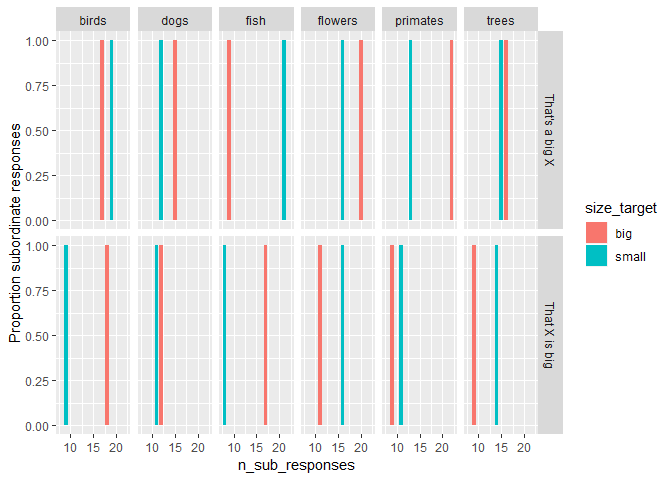 birds dogs fish flowers primates trees
1.00
0.75
0.50
0.25
0.00
That's a big X
1.00
0.75
0.50
0.25
0.00
That X is big
10 15 20 10 15 20 10 15 20 10 15 20 10 15 20 10 15 20
n_sub_responses
Proportion subordinate responses
size_target
big
small